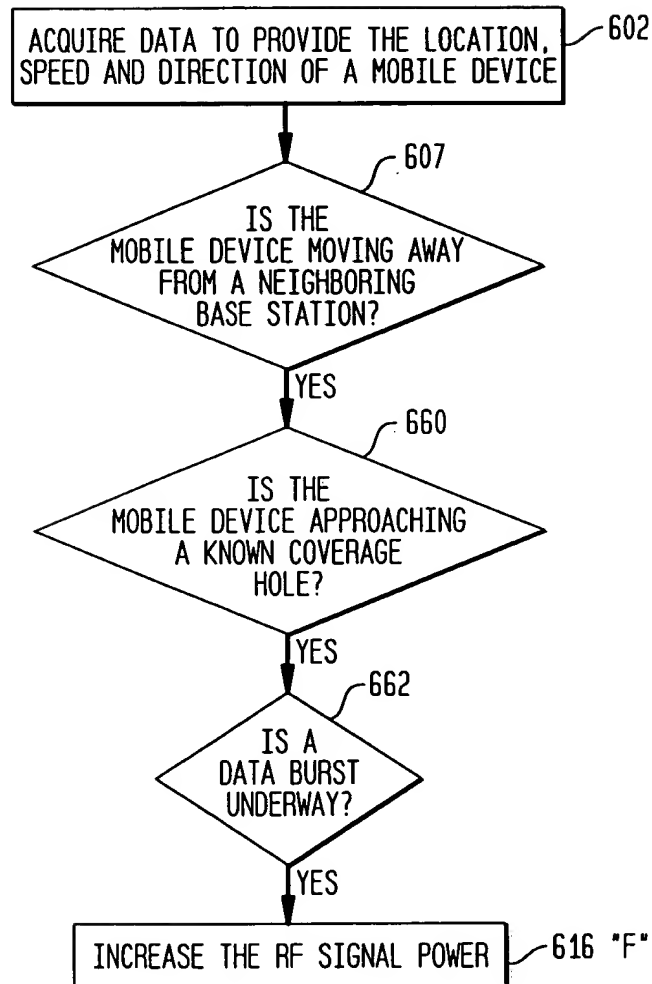 ACQUIRE DATA TO PROVIDE THE LOCATION, 602
SPEED AND DIRECTION OF A MOBILE DEVICE
607
IS THE
MOBILE DEVICE MOVING AWAY
FROM A NEIGHBORING
BASE STATION?
YES
660
IS THE
MOBILE DEVICE APPROACHING
A KNOWN COVERAGE
HOLE?
YES
662
IS A
DATA BURST
UNDERWAY?
YES
INCREASE THE RF SIGNAL POWER 616 "F"